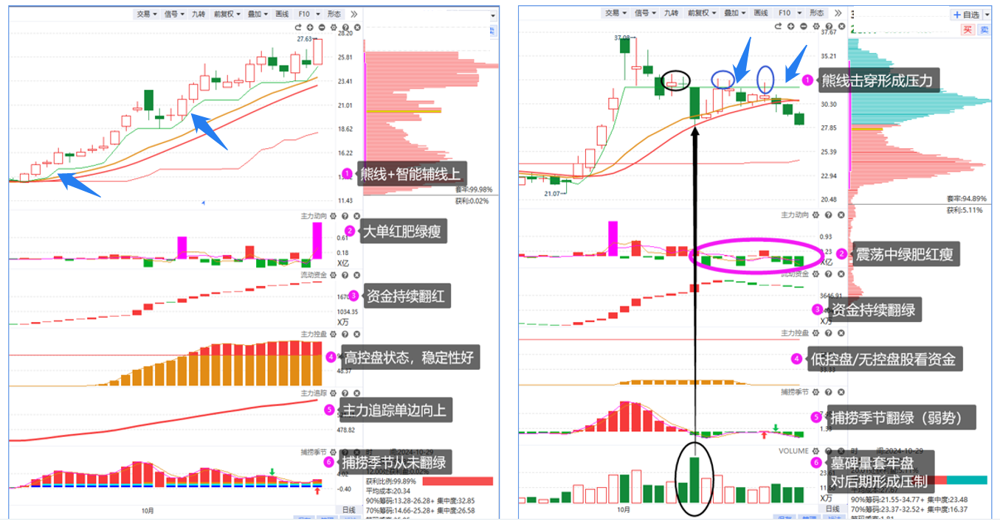 交易 信号 九转 前复权 叠加 画线 F10 形态
27.63
28.20
25.81
23.41
21.01
18.62
16.22
11.43
1 熊线+智能辅线上
套牢:99.98%
获利:0.02%
主力动向
2 大单红肥绿瘦
0.61
0.18
X亿
流动资金
3 资金持续翻红
1034.35
X万
主力控盘
4 高控盘状态，稳定性好
48.37
主力追踪
5 主力追踪单边向上
478.82
捕捞季节
时 间:2024-10-29
6 捕捞季节从未翻绿
-0.40
获利比例:99.89%
平均成本:20.34
90%筹码:13.28-26.28+ 集中度:32.85
70%筹码:14.66-25.28+ 集中度:26.58
10月
日线
交易 信号 九转 前复权 叠加 画线 F10 形态
+自选
买 卖
37.08
37.67
35.21
30.30
27.85
25.39
22.94
20.48
21.07
1 熊线击穿形成压力
套牢:94.89%
获利:5.11%
主力动向
0.93
2 震荡中绿肥红瘦
X亿
流动资金
3646.91
3 资金持续翻绿
X万
主力控盘
4 低控盘/无控盘股看资金
33.33
捕捞季节
5 捕捞季节翻绿（弱势）
VOLUME
时 间:2024-10-29
6 墓碑量套牢盘
对后期形成压制
X万
90%筹码:21.55-34.77+ 集中度:23.48
70%筹码:23.37-32.52+ 集中度:16.37
10月
日线